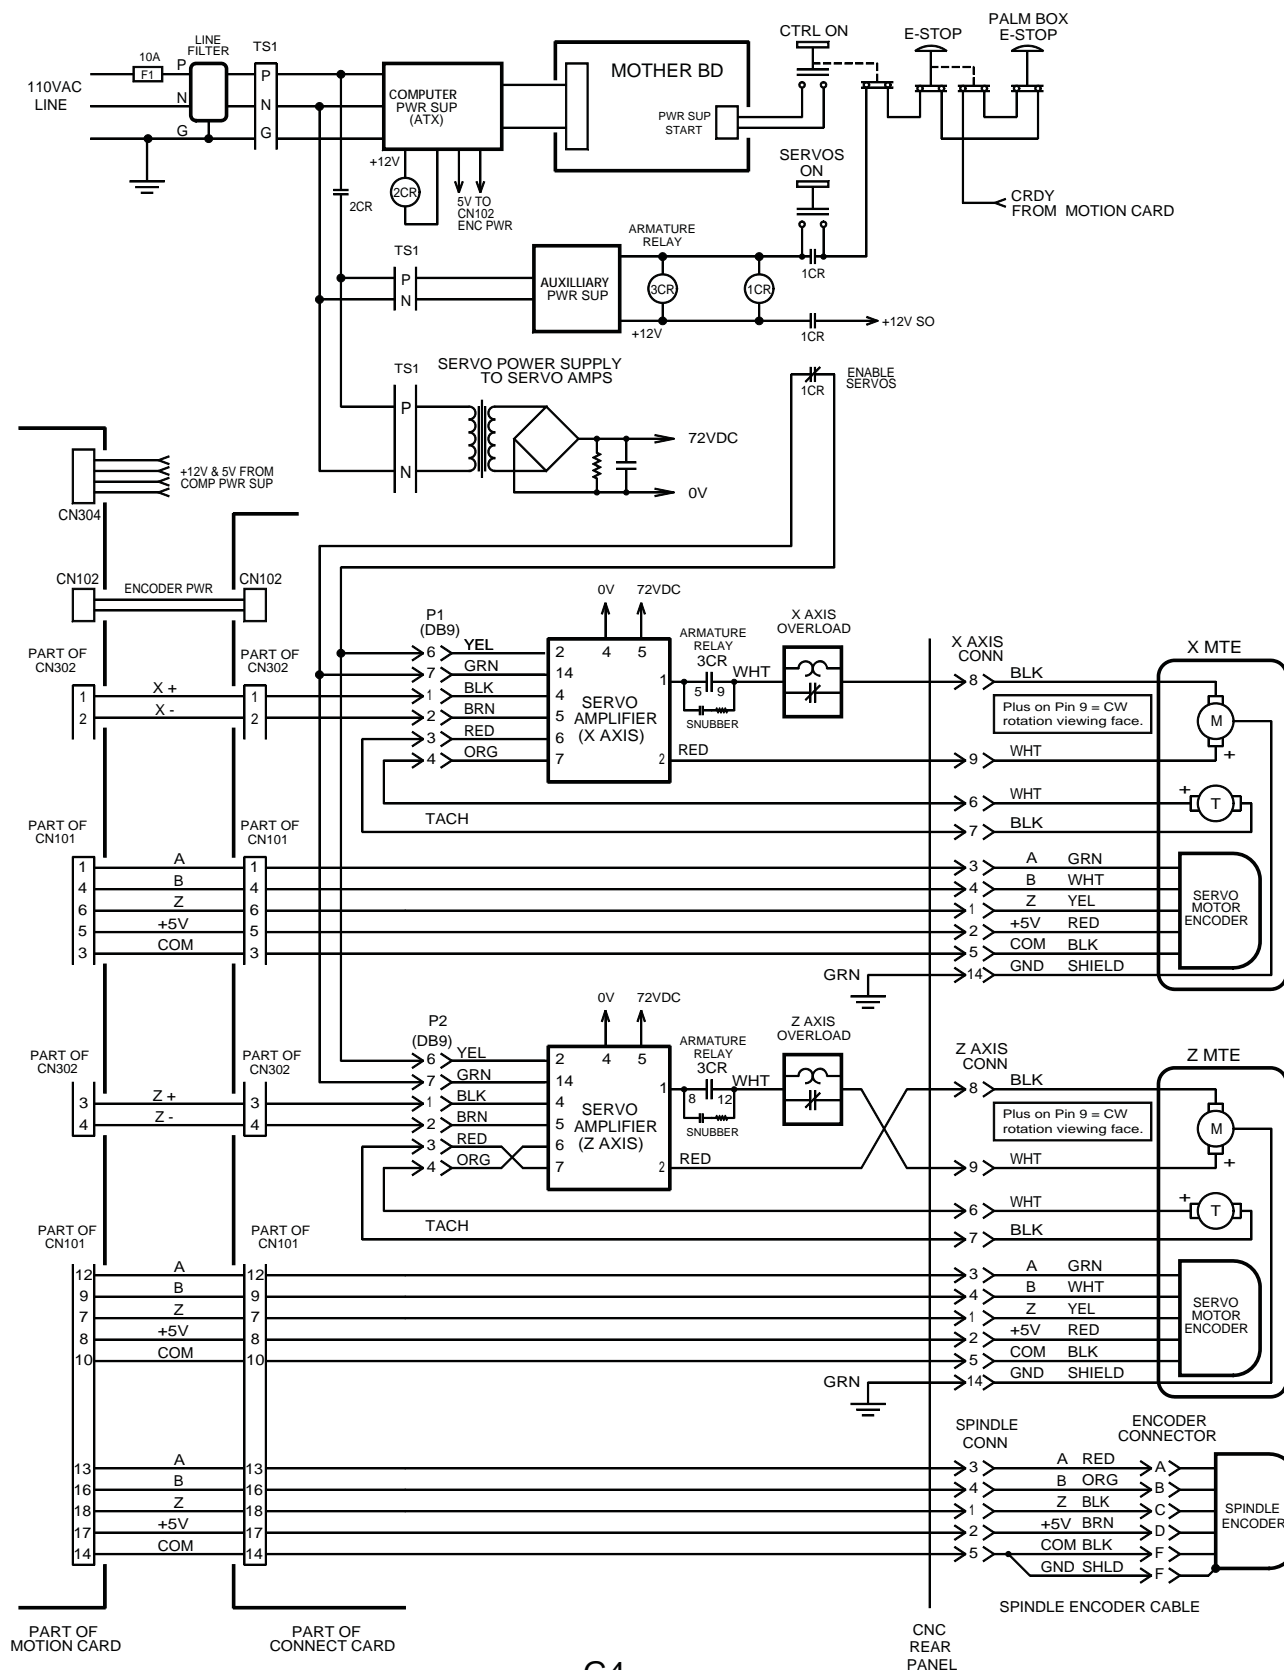 CTRL ON
E-STOP
PALM BOX
E-STOP
LINE
FILTER
TS1
10A
F1
P
N
G
P
N
G
110VAC
LINE
COMPUTER
PWR SUP
(ATX)
MOTHER BD
PWR SUP
START
+12V
2CR
2CR
5V TO
CN102
ENC PWR
SERVOS
ON
CRDY
FROM MOTION CARD
TS1
P
N
AUXILLIARY
PWR SUP
ARMATURE
RELAY
3CR
1CR
1CR
+12V
1CR
+12V SO
TS1
P
N
SERVO POWER SUPPLY
TO SERVO AMPS
72VDC
0V
1CR
ENABLE
SERVOS
+12V & 5V FROM
COMP PWR SUP
CN304
CN102
ENCODER PWR
CN102
PART OF
CN302
PART OF
CN302
1 X + 1
2 X - 2
P1
(DB9)
6 YEL 2
7 GRN 14
1 BLK 4
2 BRN 5
3 RED 6
4 ORG 7
0V 72VDC
4 5
SERVO
AMPLIFIER
(X AXIS)
1
2
ARMATURE
RELAY
3CR
5 9
SNUBBER
WHT
RED
X AXIS
OVERLOAD
X AXIS
CONN
X MTE
8 BLK
Plus on Pin 9 = CW
rotation viewing face.
M
+
9 WHT
6 WHT
+
T
7 BLK
TACH
PART OF
CN101
PART OF
CN101
1 A 1 3 A GRN
4 B 4 4 B WHT
6 Z 6 1 Z YEL
5 +5V 5 2 +5V RED
3 COM 3 5 COM BLK
GRN 14 GND SHIELD
SERVO
MOTOR
ENCODER
PART OF
CN302
PART OF
CN302
3 Z + 3
4 Z - 4
P2
(DB9)
6 YEL 2
7 GRN 14
1 BLK 4
2 BRN 5
3 RED 6
4 ORG 7
0V 72VDC
4 5
SERVO
AMPLIFIER
(Z AXIS)
1
2
ARMATURE
RELAY
3CR
8 12
SNUBBER
WHT
RED
Z AXIS
OVERLOAD
Z AXIS
CONN
Z MTE
8 BLK
Plus on Pin 9 = CW
rotation viewing face.
M
+
9 WHT
6 WHT
+
T
7 BLK
TACH
PART OF
CN101
PART OF
CN101
12 A 12 3 A GRN
9 B 9 4 B WHT
7 Z 7 1 Z YEL
8 +5V 8 2 +5V RED
10 COM 10 5 COM BLK
GRN 14 GND SHIELD
SERVO
MOTOR
ENCODER
SPINDLE
CONN
ENCODER
CONNECTOR
13 A 13 3 A RED A
16 B 16 4 B ORG B
18 Z 18 1 Z BLK C
17 +5V 17 2 +5V BRN D
14 COM 14 5 COM BLK F
GND SHLD F
SPINDLE
ENCODER
SPINDLE ENCODER CABLE
PART OF
MOTION CARD
PART OF
CONNECT CARD
CNC
REAR
PANEL